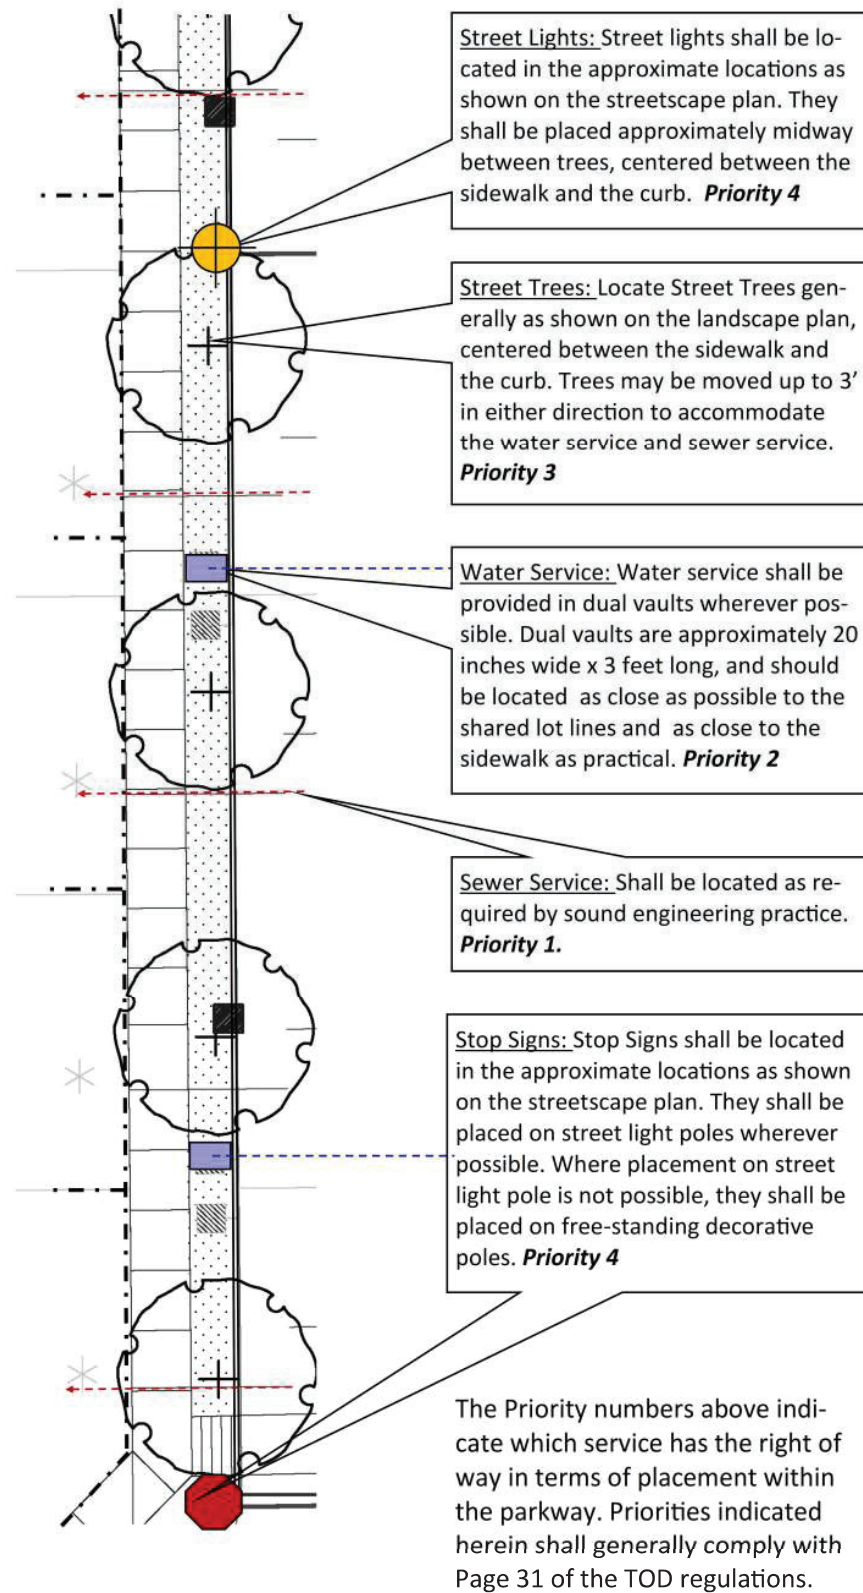 Street Lights: Street lights shall be lo-
cated in the approximate locations as
shown on the streetscape plan. They
shall be placed approximately midway
between trees, centered between the
sidewalk and the curb. Priority 4
Street Trees: Locate Street Trees gen-
erally as shown on the landscape plan,
centered between the sidewalk and
the curb. Trees may be moved up to 3’
in either direction to accommodate
the water service and sewer service.
Priority 3
Water Service: Water service shall be
provided in dual vaults wherever pos-
sible. Dual vaults are approximately 20
inches wide x 3 feet long, and should
be located as close as possible to the
shared lot lines and as close to the
sidewalk as practical. Priority 2
Sewer Service: Shall be located as re-
quired by sound engineering practice.
Priority 1.
Stop Signs: Stop Signs shall be located
in the approximate locations as shown
on the streetscape plan. They shall be
placed on street light poles wherever
possible. Where placement on street
light pole is not possible, they shall be
placed on free-standing decorative
poles. Priority 4
The Priority numbers above indi-
cate which service has the right of
way in terms of placement within
the parkway. Priorities indicated
herein shall generally comply with
Page 31 of the TOD regulations.